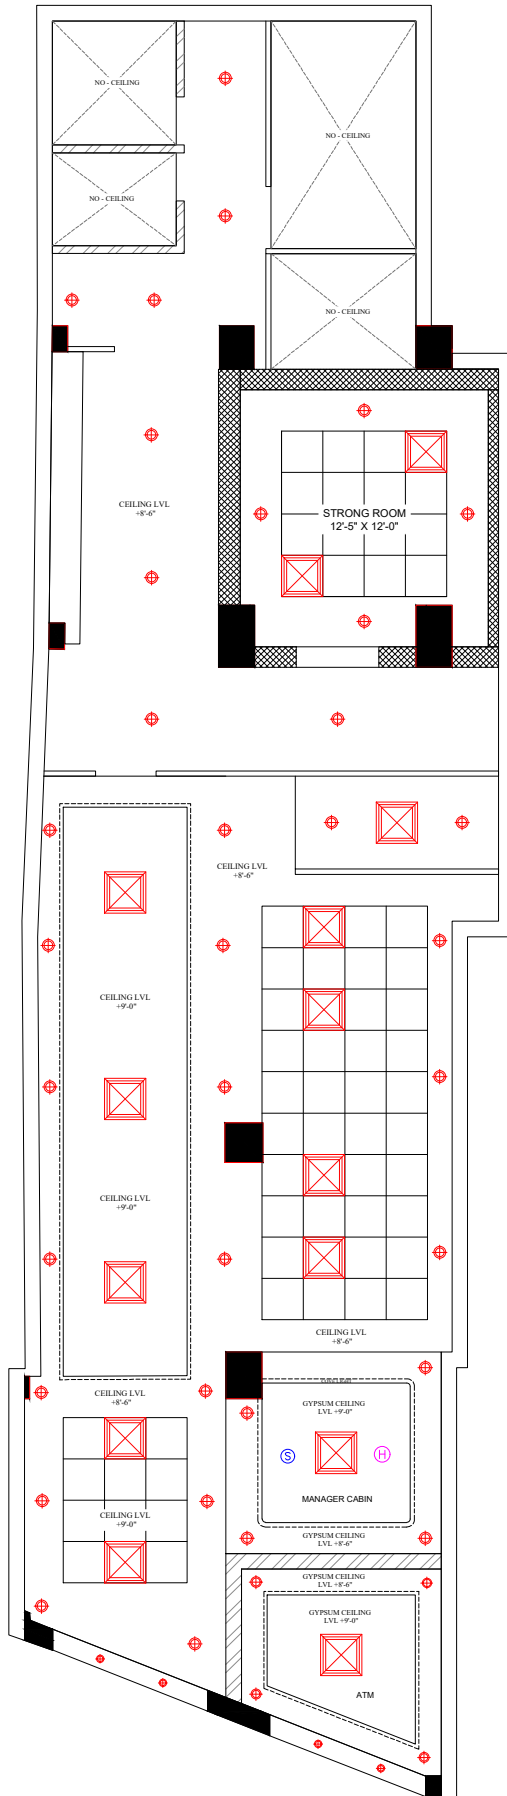 NO - CEILING
NO - CEILING
NO - CEILING
NO - CEILING
CEILING LVL
+8'-6"
STRONG ROOM
12'-5" X 12'-0"
CEILING LVL
+8'-6"
CEILING LVL
+9'-0"
CEILING LVL
+9'-0"
CEILING LVL
+8'-6"
CEILING LVL
+8'-6"
GYPSUM CEILING
LVL +9'-0"
S
H
MANAGER CABIN
CEILING LVL
+9'-0"
GYPSUM CEILING
LVL +8'-6"
GYPSUM CEILING
LVL +8'-6"
GYPSUM CEILING
LVL +9'-0"
ATM